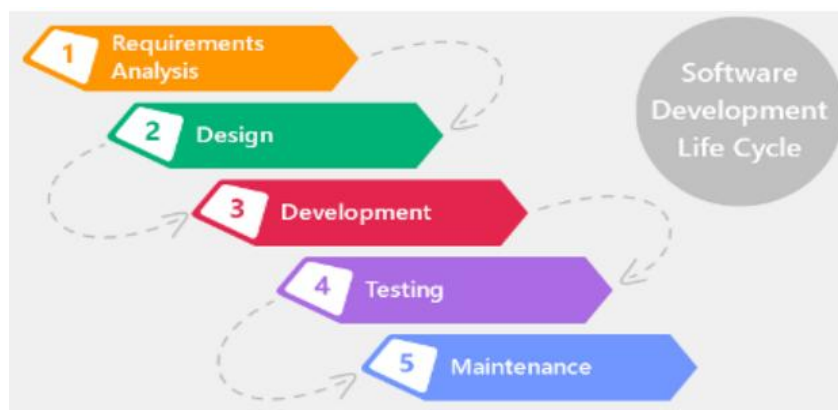 1
Requirements
Analysis
2
Design
3
Development
4
Testing
5
Maintenance
Software
Development
Life Cycle